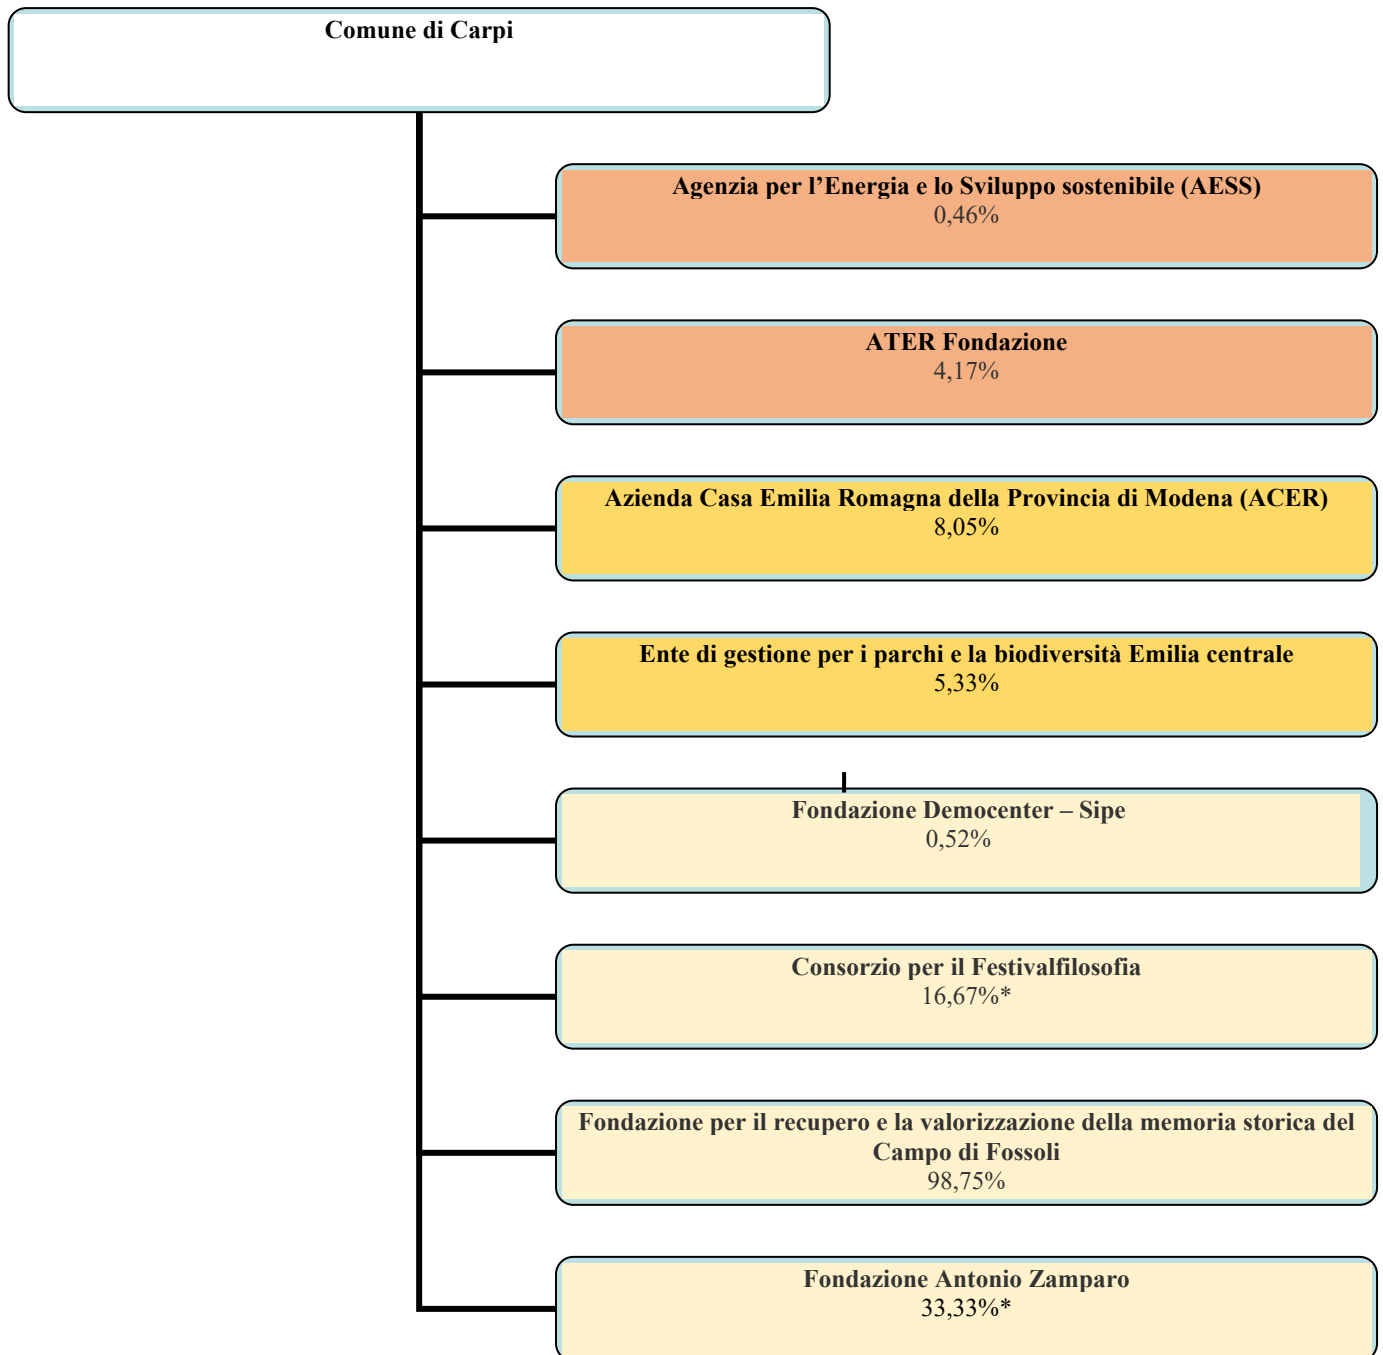 Comune di Carpi
Agenzia per l’Energia e lo Sviluppo sostenibile (AESS)
0,46%
ATER Fondazione
4,17%
Azienda Casa Emilia Romagna della Provincia di Modena (ACER)
8,05%
Ente di gestione per i parchi e la biodiversità Emilia centrale
5,33%
Fondazione Democenter – Sipe
0,52%
Consorzio per il Festivalfilosofia
16,67%*
Fondazione per il recupero e la valorizzazione della memoria storica del
Campo di Fossoli
98,75%
Fondazione Antonio Zamparo
33,33%*